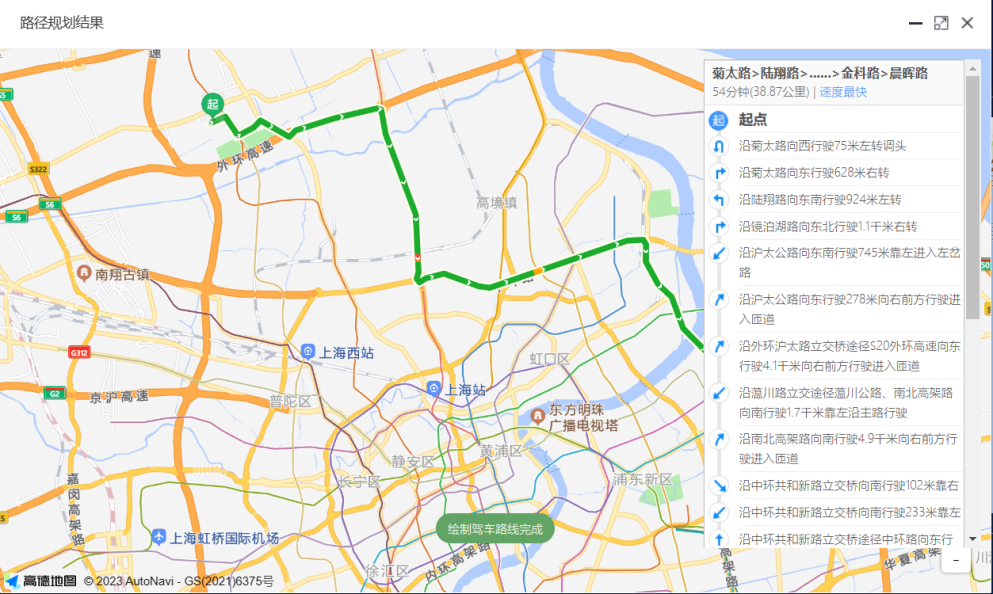 路径规划结果
菊太路>陆翔路>......>金科路>晨晖路
54分钟(38.87公里) | 速度最快
起 起点
沿菊太路向西行驶75米左转调头
沿菊太路向东行驶628米右转
沿陆翔路向东南行驶924米左转
沿镜泊湖路向东北行驶1.1千米右转
沿沪太公路向东南行驶745米靠左进入左岔
路
沿沪太公路向东行驶278米向右前方行驶进
入匝道
沿外环沪太路立交桥途径S20外环高速向东
行驶4.1千米向右前方行驶进入匝道
沿温川路立交途径温川公路、南北高架路
向南行驶1.7千米靠左沿主路行驶
沿南北高架路向南行驶4.9千米向右前方行
驶进入匝道
沿中环共和新路立交桥向南行驶102米靠右
沿中环共和新路立交桥向南行驶233米靠左
沿中环共和新路立交桥途径中环路向东行
速
S5
起
外环高速
S322
S6
S6
高境镇
南翔古镇
G312
上海西站
虹口区
G2
京沪高速
上海站
普陀区
东方明珠
广播电视塔
黄浦区
静安区
长宁区
浦东新区
嘉闵高架路
绘制驾车路线完成
上海虹桥国际机场
内环高架路
徐汇区
高架路
华夏高架
川
高德地图 © 2023 AutoNavi - GS(2021)6375号